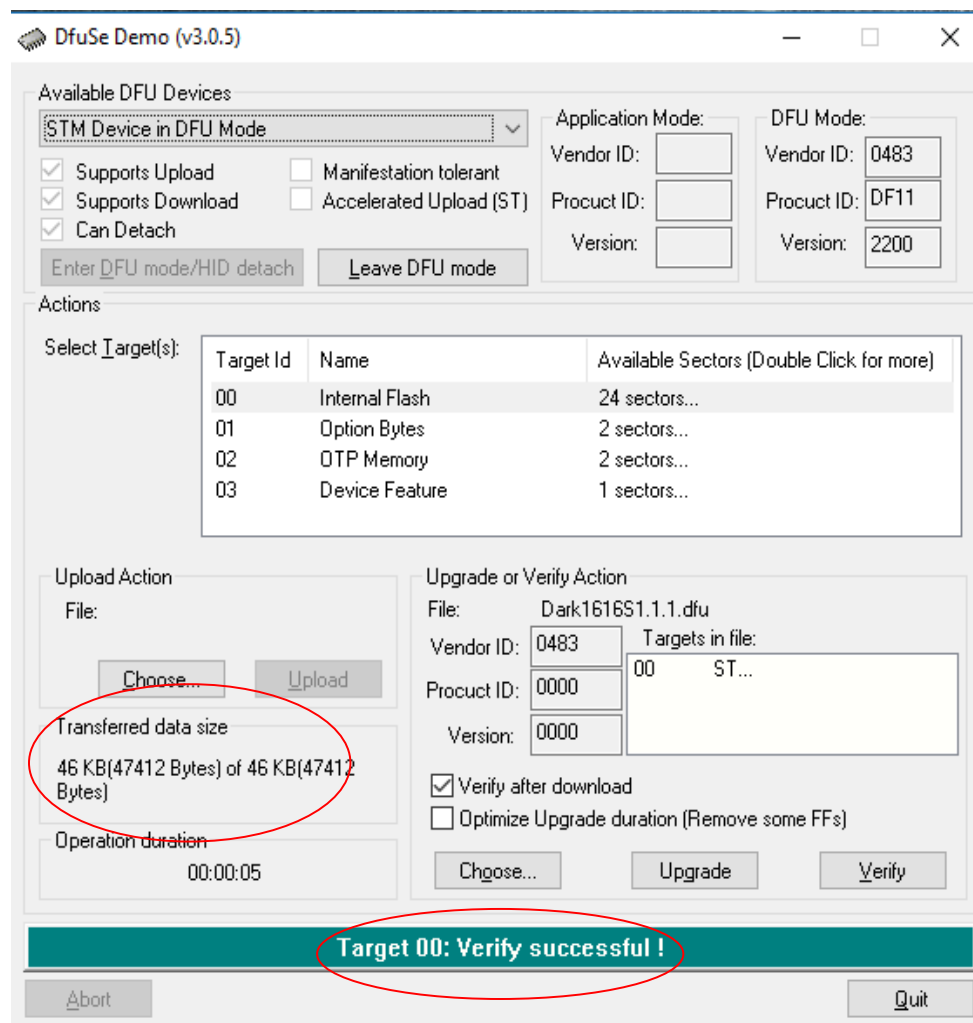 DfuSe Demo (v3.0.5)
Available DFU Devices
STM Device in DFU Mode
Supports Upload
Manifestation tolerant
Supports Download
Accelerated Upload (ST)
Can Detach
Enter DFU mode/HID detach
Leave DFU mode
Application Mode:
Vendor ID:
Procuct ID:
Version:
DFU Mode:
Vendor ID: 0483
Procuct ID: DF11
Version: 2200
Actions
Select Target(s):
Target Id Name Available Sectors (Double Click for more)
00 Internal Flash 24 sectors...
01 Option Bytes 2 sectors...
02 OTP Memory 2 sectors...
03 Device Feature 1 sectors...
Upload Action
File:
Choose...
Upload
Transferred data size
46 KB(47412 Bytes) of 46 KB(47412
Bytes)
Operation duration
00:00:05
Upgrade or Verify Action
File: Dark1616S1.1.1.dfu
Vendor ID: 0483
Procuct ID: 0000
Version: 0000
Targets in file:
00 ST...
Verify after download
Optimize Upgrade duration (Remove some FFs)
Choose...
Upgrade
Verify
Target 00: Verify successful !
Abort
Quit